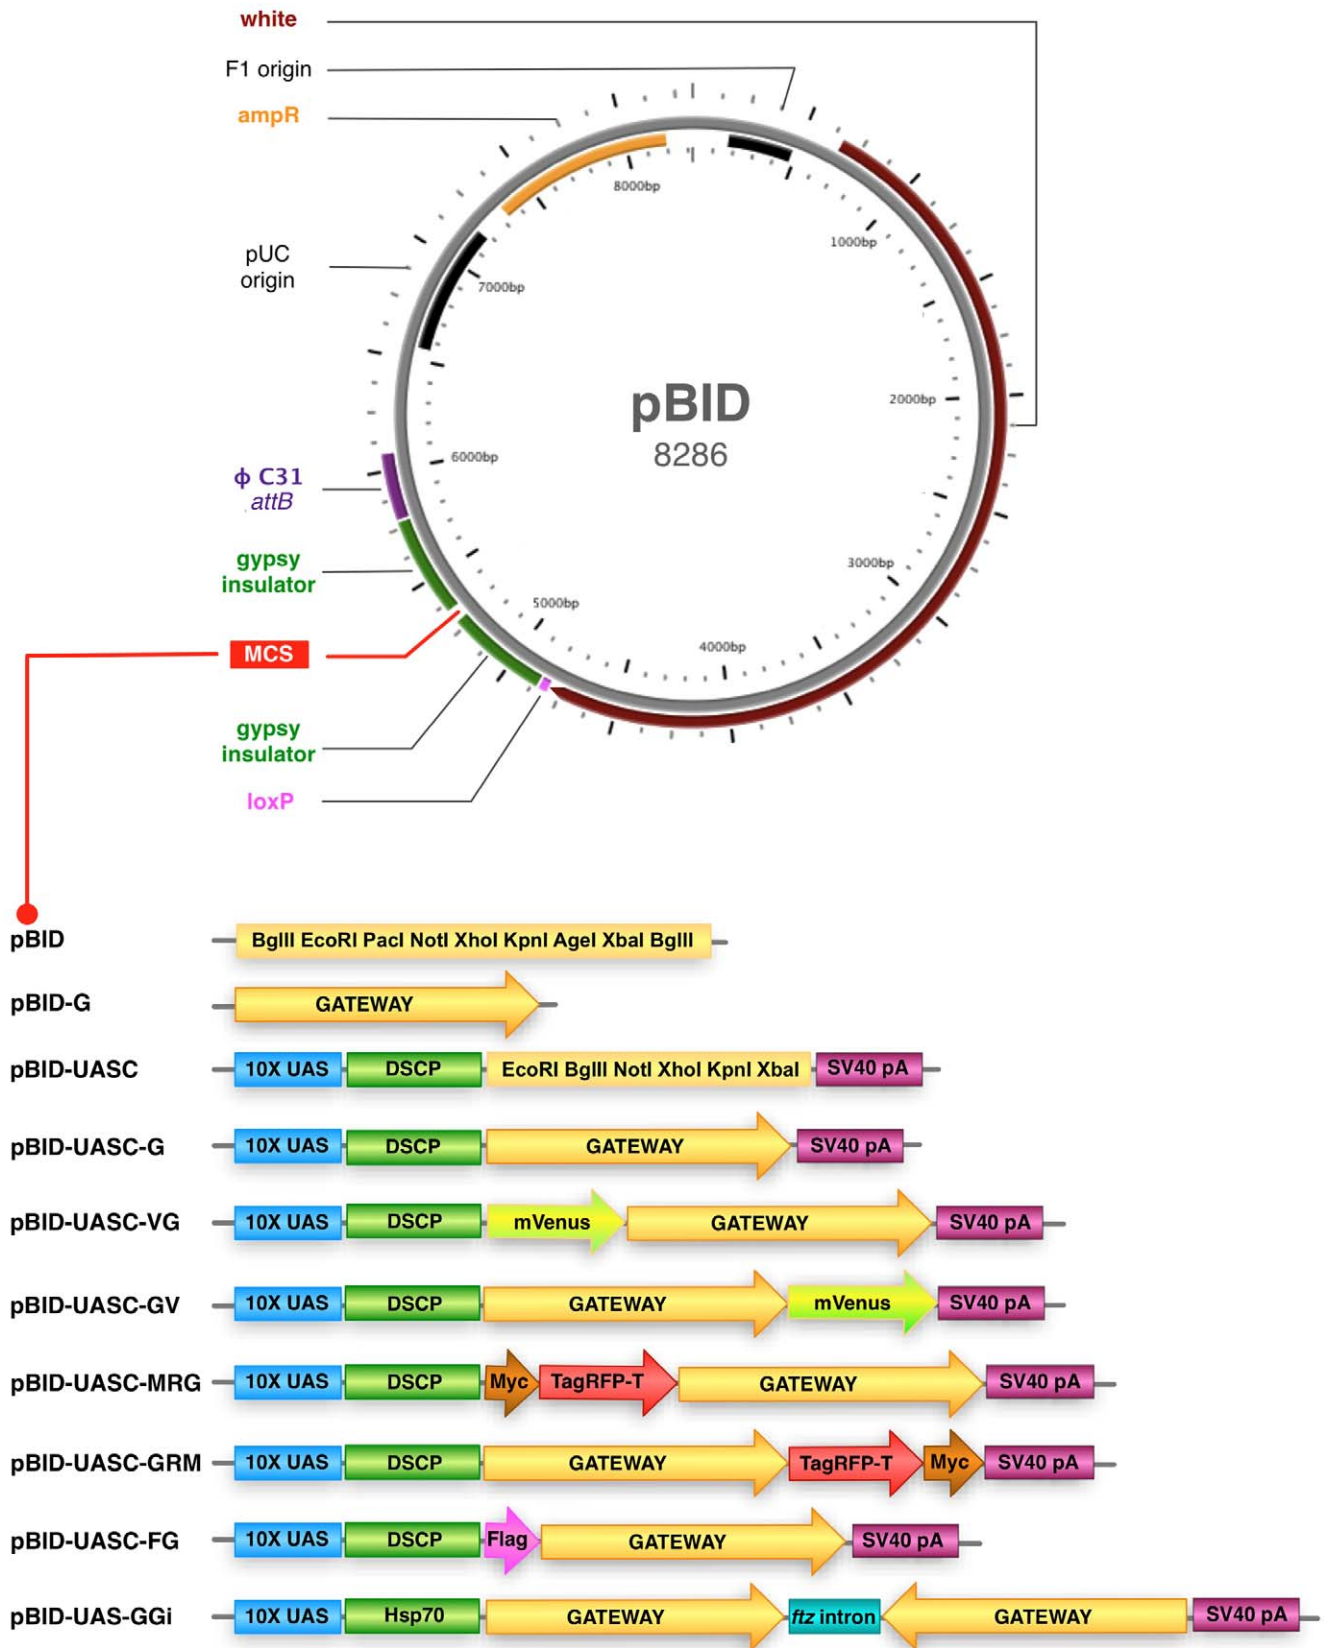 white
F1 origin
ampR
pUC
origin
ϕ C31
attB
gypsy
insulator
MCS
gypsy
insulator
loxP
8000bp
1000bp
7000bp
2000bp
6000bp
3000bp
5000bp
4000bp
pBID
8286
pBID
BglII EcoRI PacI NotI XhoI KpnI AgeI XbaI BglII
pBID-G
GATEWAY
pBID-UASC
10X UAS DSCP EcoRI BglII NotI XhoI KpnI XbaI SV40 pA
pBID-UASC-G
10X UAS DSCP GATEWAY SV40 pA
pBID-UASC-VG
10X UAS DSCP mVenus GATEWAY SV40 pA
pBID-UASC-GV
10X UAS DSCP GATEWAY mVenus SV40 pA
pBID-UASC-MRG
10X UAS DSCP Myc TagRFP-T GATEWAY SV40 pA
pBID-UASC-GRM
10X UAS DSCP GATEWAY TagRFP-T Myc SV40 pA
pBID-UASC-FG
10X UAS DSCP Flag GATEWAY SV40 pA
pBID-UAS-GGi
10X UAS Hsp70 GATEWAY ftz intron GATEWAY SV40 pA